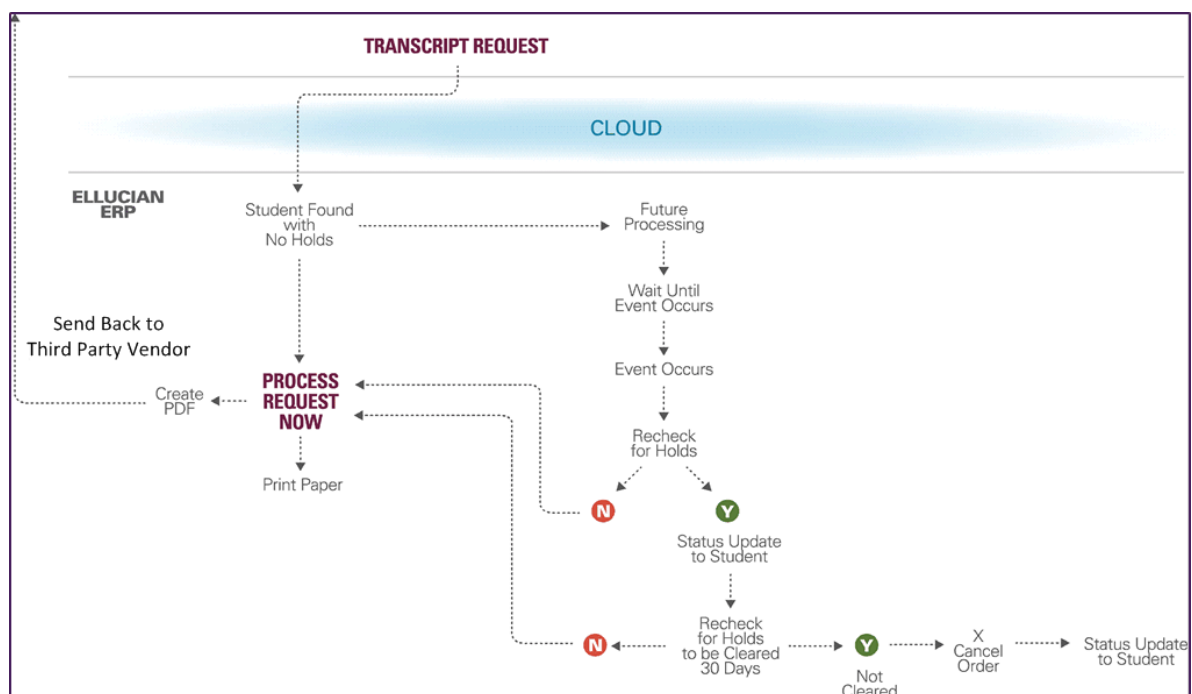 TRANSCRIPT REQUEST
CLOUD
ELLUCIAN
ERP
Student Found
with
No Holds
Future
Processing
Wait Until
Event Occurs
Send Back to
Third Party Vendor
Event Occurs
Create
PDF
PROCESS
REQUEST
NOW
Recheck
for Holds
Print Paper
N
Y
Status Update
to Student
N
Recheck
for Holds
to be Cleared
30 Days
Y
Not
Cleared
X
Cancel
Order
Status Update
to Student